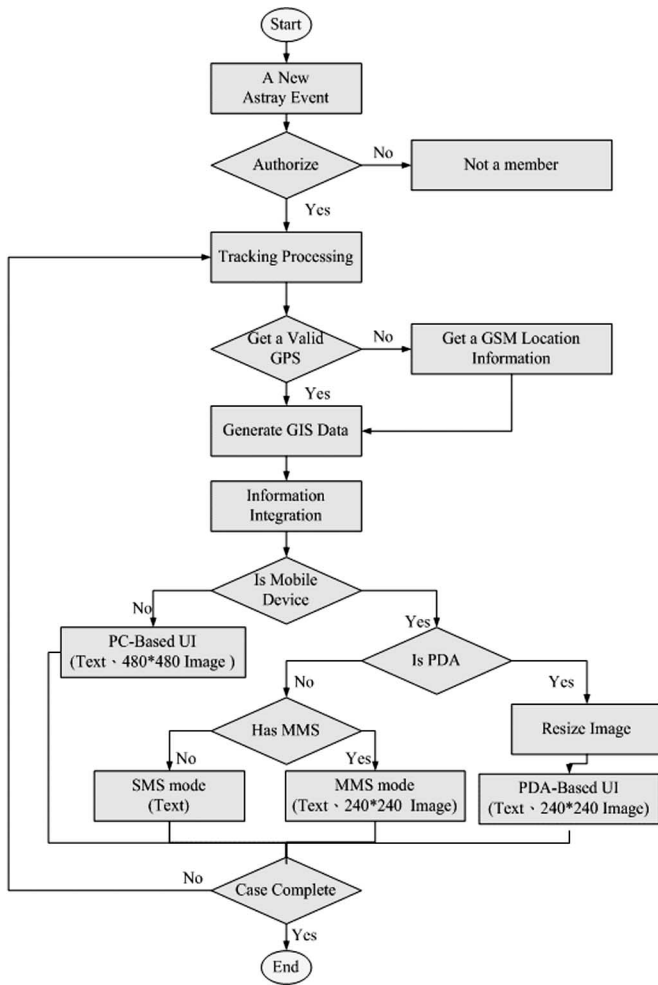 Start
A New
Astray Event
Authorize
No
Not a member
Yes
Tracking Processing
Get a Valid
GPS
No
Get a GSM Location
Information
Yes
Generate GIS Data
Information
Integration
Is Mobile
Device
No
Yes
PC-Based UI
(Text、480*480 Image )
Is PDA
No
Yes
Has MMS
Resize Image
No
Yes
SMS mode
(Text)
MMS mode
(Text、240*240 Image)
PDA-Based UI
(Text、240*240 Image)
No
Case Complete
Yes
End